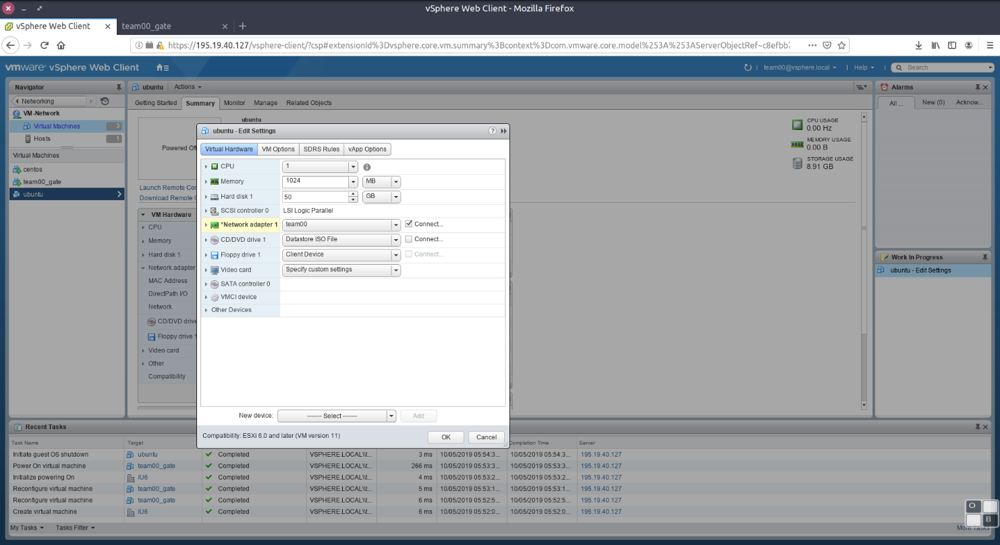 vSphere Web Client - Mozilla Firefox
vSphere Web Client
team00_gate
https://195.19.40.127/vsphere-client/?csp#extensionId%3Dvsphere.core.vm.summary%3Bcontext%3Dcom.vmware.core.model%253A%253AServerObjectRef~c8efbb7
vmware® vSphere Web Client
team00@vsphere.local | Help | Search
Navigator
Networking
VM-Network
Virtual Machines 3
Hosts 1
Virtual Machines
centos
team00_gate
ubuntu
ubuntu Actions
Getting Started Summary Monitor Manage Related Objects
ubuntu
Powered Of
Launch Remote Con
Download Remote C
CPU USAGE
0.00 Hz
MEMORY USAGE
0.00 B
STORAGE USAGE
8.91 GB
VM Hardware
CPU
Memory
Hard disk 1
Network adapter
MAC Address
DirectPath I/O
Network
CD/DVD drive
Floppy drive 1
Video card
Other
Compatibility
ubuntu - Edit Settings
Virtual Hardware VM Options SDRS Rules vApp Options
CPU 1
Memory 1024 MB
Hard disk 1 50 GB
SCSI controller 0 LSI Logic Parallel
*Network adapter 1 team00 Connect...
CD/DVD drive 1 Datastore ISO File Connect...
Floppy drive 1 Client Device Connect...
Video card Specify custom settings
SATA controller 0
VMCI device
Other Devices
New device: ------- Select ------- Add
Compatibility: ESXi 6.0 and later (VM version 11) OK Cancel
Alarms
All ... New (0) Acknow...
Work In Progress
ubuntu - Edit Settings
Recent Tasks
Task Name Target Completion Time Server
Initiate guest OS shutdown ubuntu Completed VSPHERE.LOCAL\\t... 3 ms 10/05/2019 05:54:3... 10/05/2019 05:54:3... 195.19.40.127
Power On virtual machine team00_gate Completed VSPHERE.LOCAL\\t... 266 ms 10/05/2019 05:53:3... 10/05/2019 05:53:3... 195.19.40.127
Initialize powering On IU6 Completed VSPHERE.LOCAL\\t... 4 ms 10/05/2019 05:53:2... 10/05/2019 05:53:2... 195.19.40.127
Reconfigure virtual machine team00_gate Completed VSPHERE.LOCAL\\t... 5 ms 10/05/2019 05:53:1... 10/05/2019 05:53:1... 195.19.40.127
Reconfigure virtual machine team00_gate Completed VSPHERE.LOCAL\\t... 6 ms 10/05/2019 05:52:5... 10/05/2019 05:52:5... 195.19.40.127
Create virtual machine IU6 Completed VSPHERE.LOCAL\\t... 6 ms 10/05/2019 05:52:0... 10/05/2019 05:52:0... 195.19.40.127
My Tasks Tasks Filter More Tasks
O
B